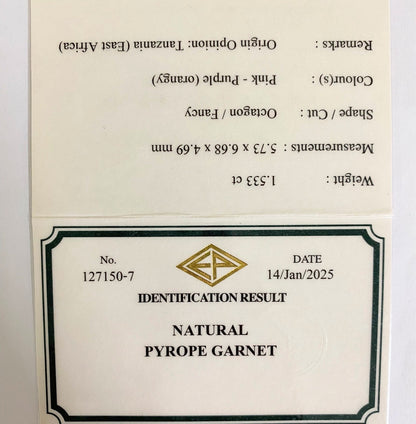 Weight : 1.533 ct
Measurements : 5.73 x 6.68 x 4.69 mm
Shape / Cut : Octagon / Fancy
Colour(s) : Pink - Purple (orangy)
Remarks : Origin Opinion: Tanzania (East Africa)
No. DATE
127150-7 14/Jan/2025
IDENTIFICATION RESULT
NATURAL
PYROPE GARNET